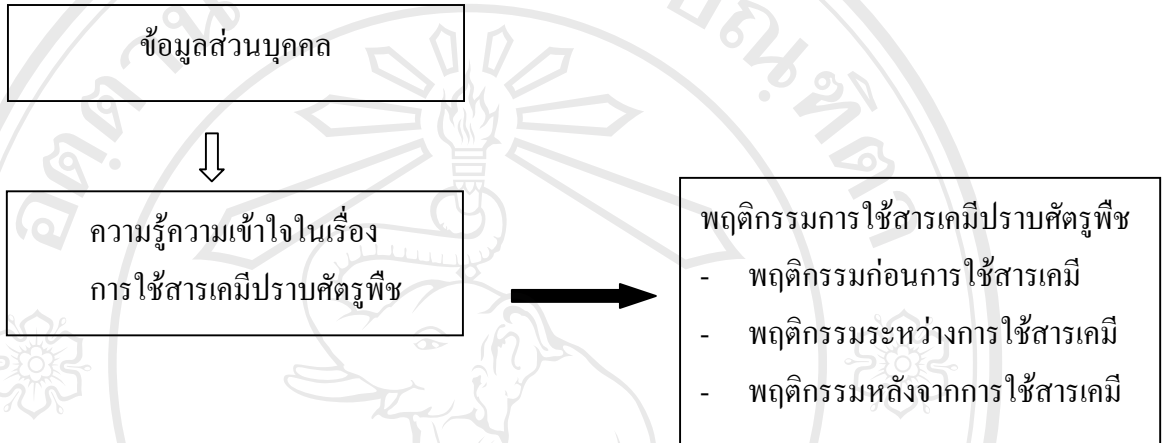 ข้อมูลส่วนบุคคล
ความรู้ความเข้าใจในเรื่อง
การใช้สารเคมีปราบศัตรูพืช
พฤติกรรมการใช้สารเคมีปราบศัตรูพืช
- พฤติกรรมก่อนการใช้สารเคมี
- พฤติกรรมระหว่างการใช้สารเคมี
- พฤติกรรมหลังจากการใช้สารเคมี